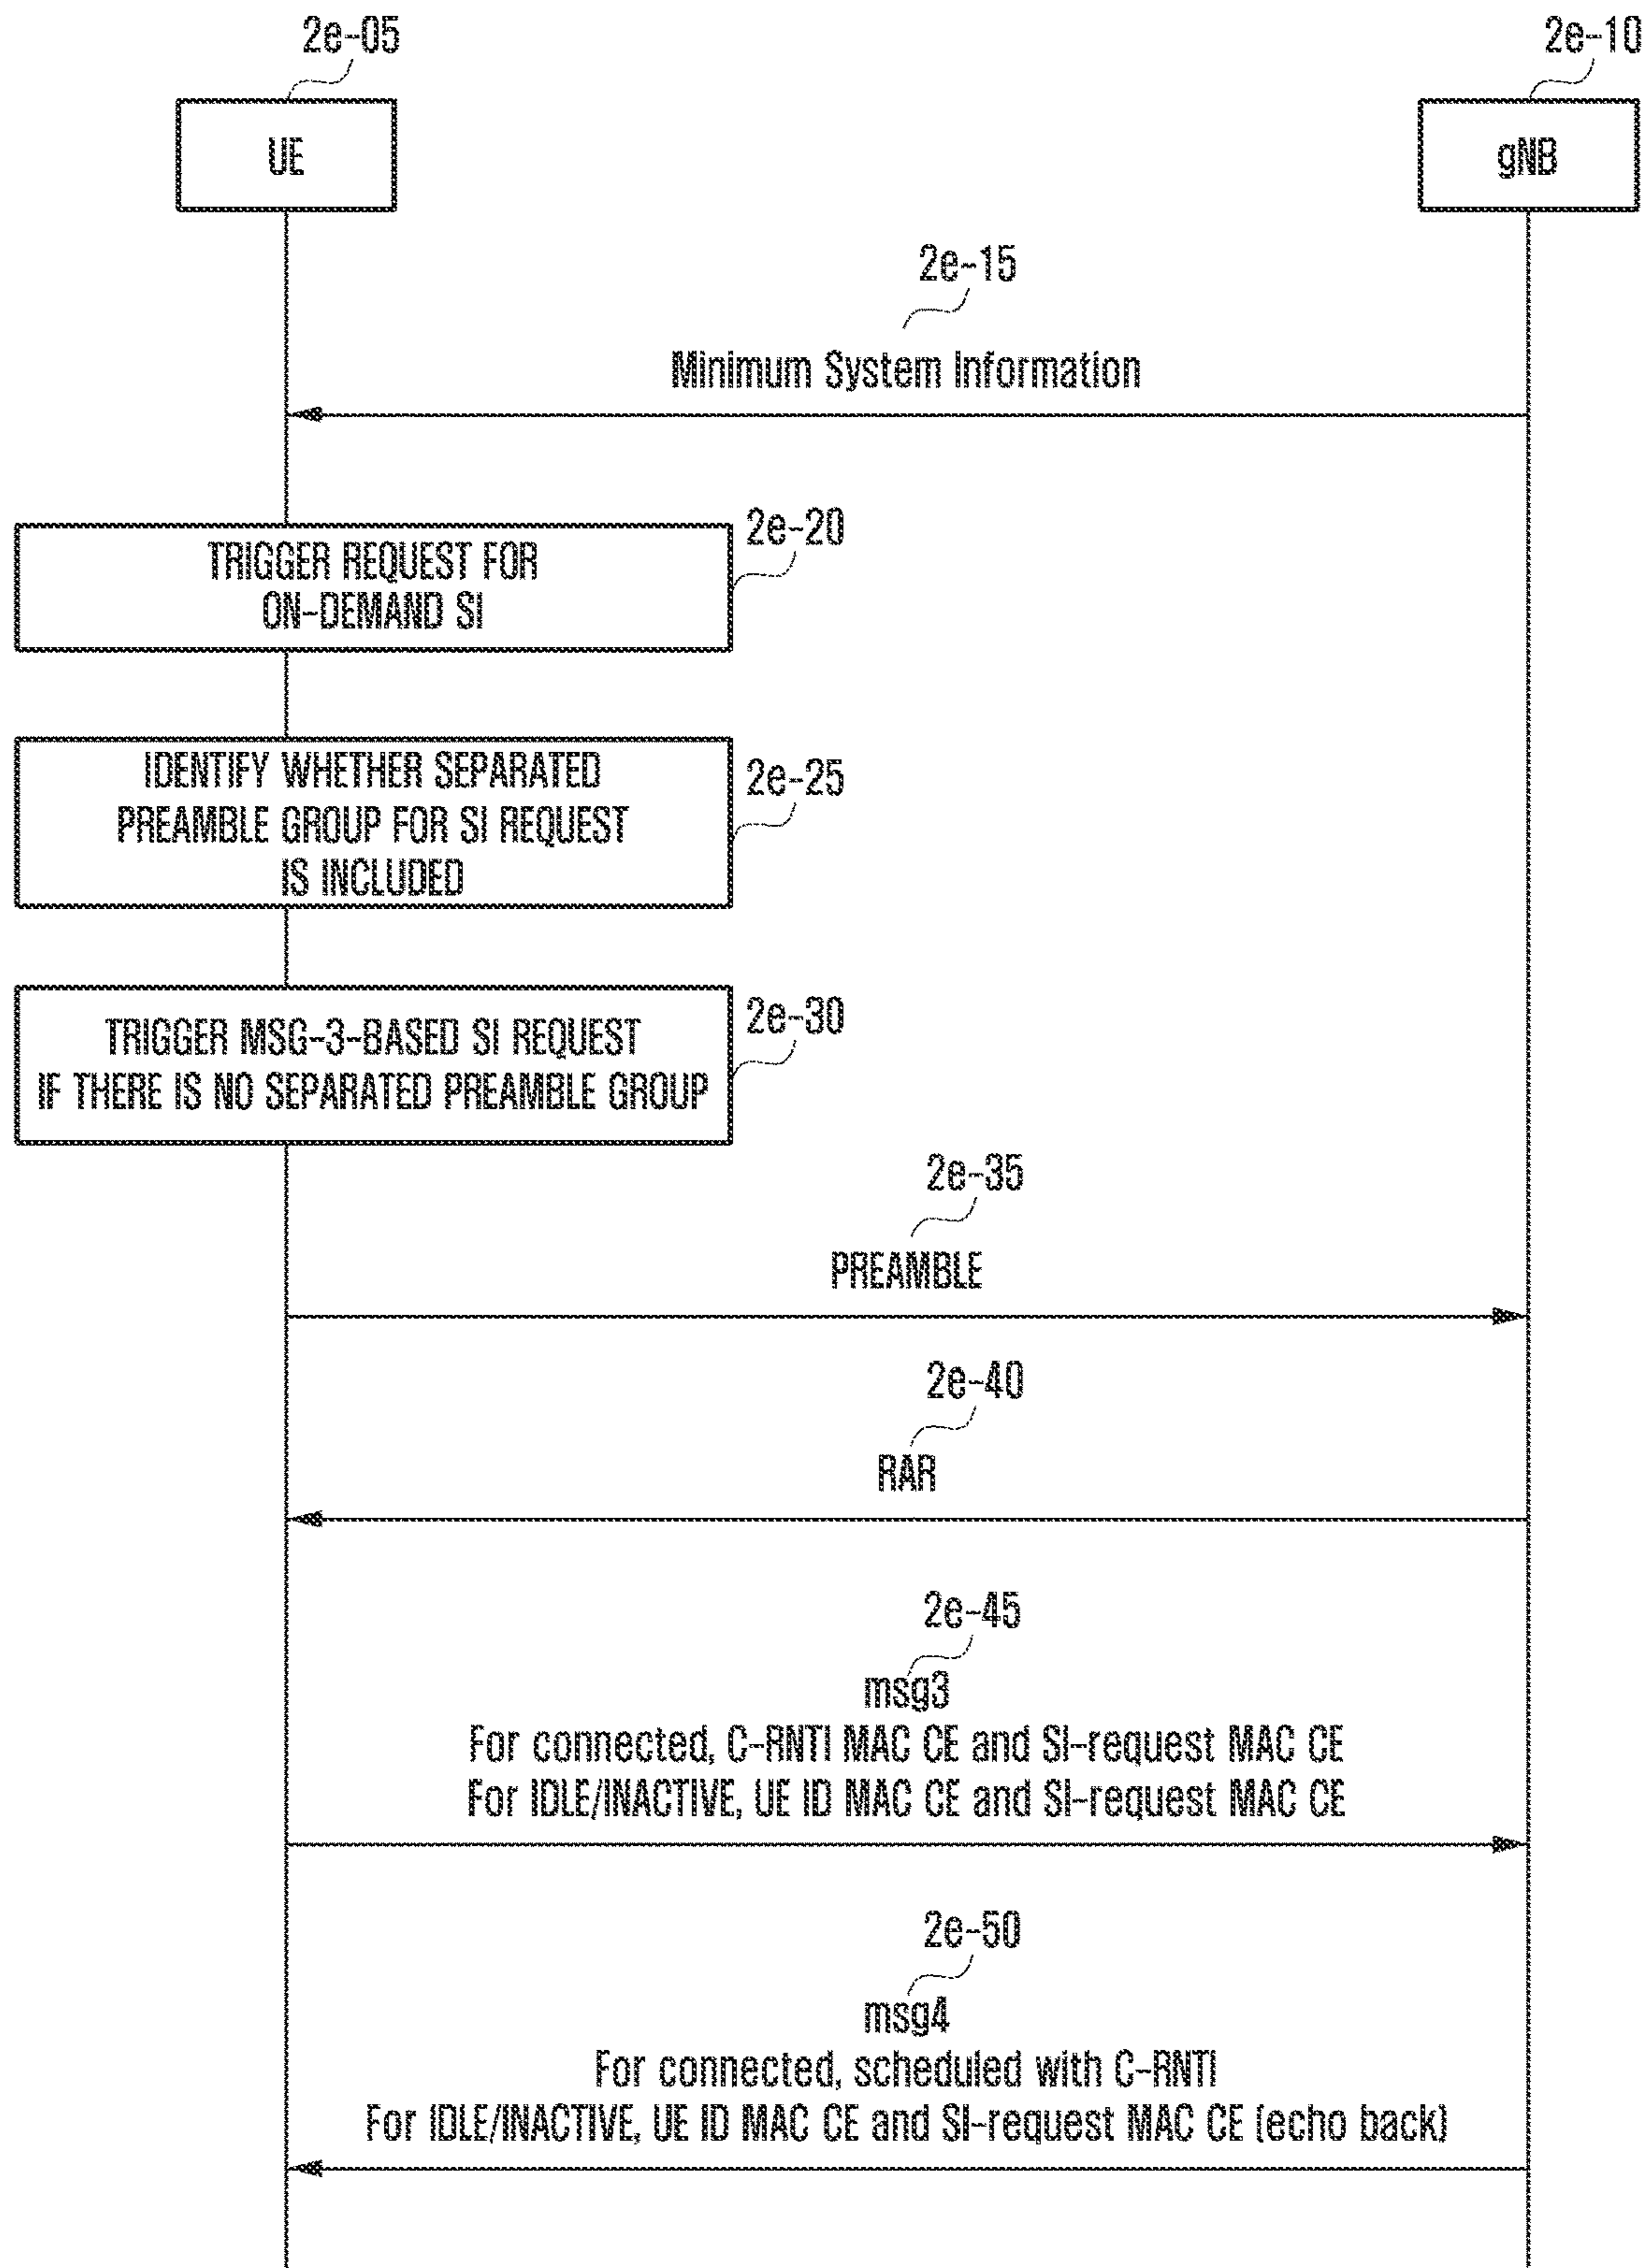 2e-05
2e-10
UE
gNB
2e-15
Minimum System Information
2e-20
TRIGGER REQUEST FOR
ON-DEMAND SI
2e-25
IDENTIFY WHETHER SEPARATED
PREAMBLE GROUP FOR SI REQUEST
IS INCLUDED
2e-30
TRIGGER MSG-3-BASED SI REQUEST
IF THERE IS NO SEPARATED PREAMBLE GROUP
2e-35
PREAMBLE
2e-40
RAR
2e-45
msg3
For connected, C-RNTI MAC CE and SI-request MAC CE
For IDLE/INACTIVE, UE ID MAC CE and SI-request MAC CE
2e-50
msg4
For connected, scheduled with C-RNTI
For IDLE/INACTIVE, UE ID MAC CE and SI-request MAC CE (echo back)